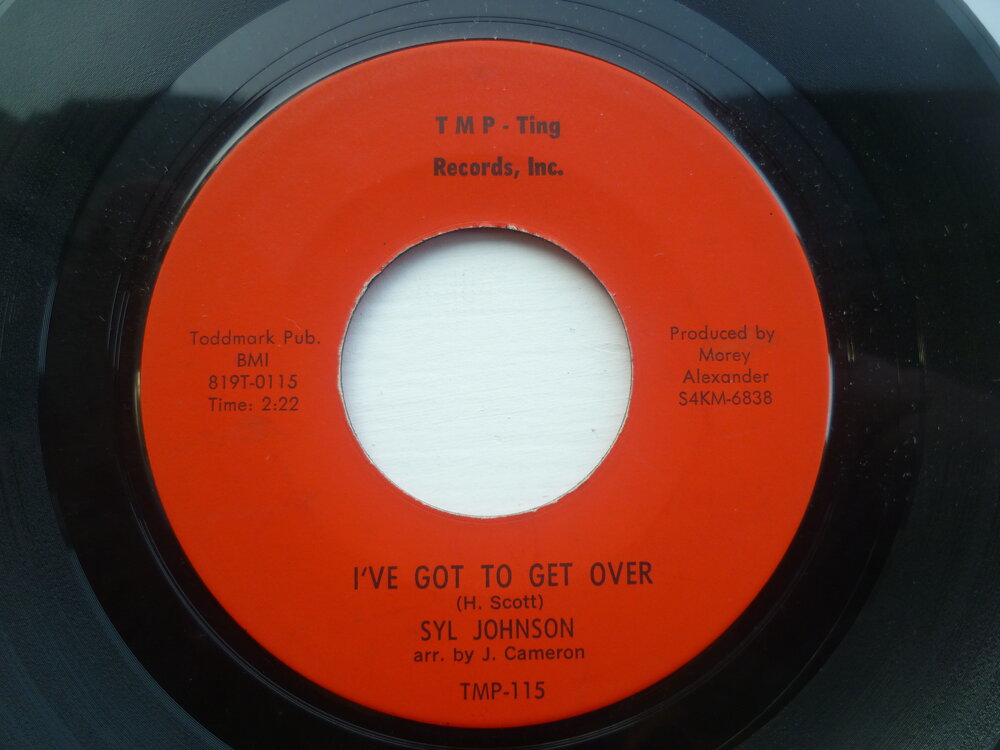 T M P - Ting
Records, Inc.
Toddmark Pub.
BMI
819T-0115
Time: 2:22
Produced by
Morey
Alexander
S4KM-6838
I'VE GOT TO GET OVER
(H. Scott)
SYL JOHNSON
arr. by J. Cameron
TMP-115